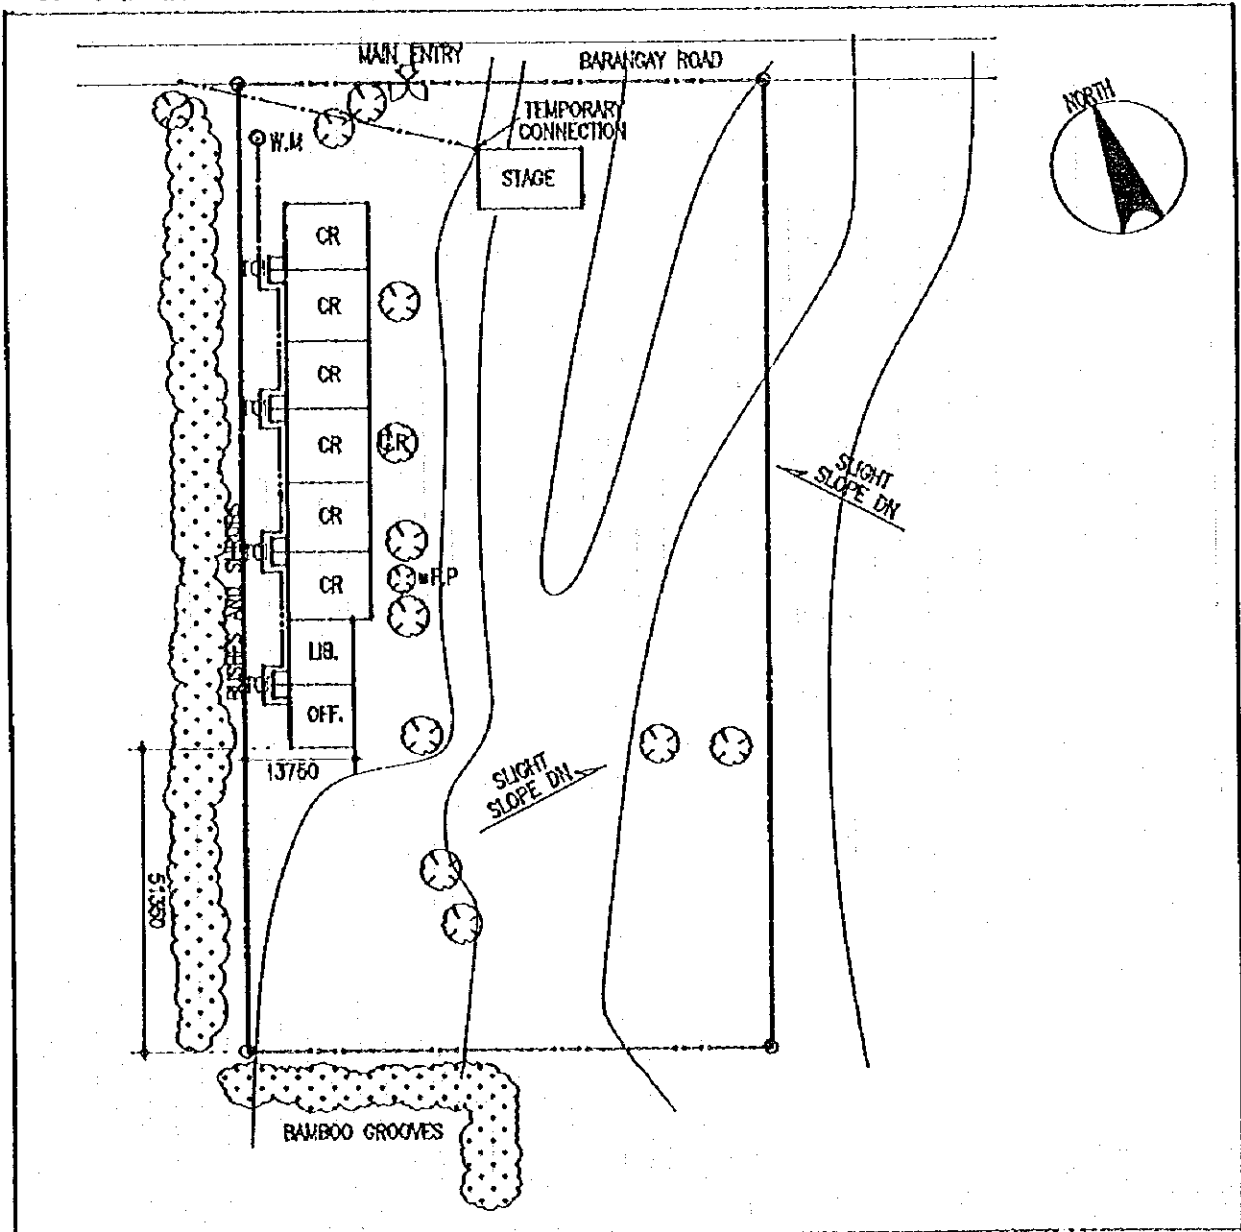 MAIN ENTRY
BARANGAY ROAD
NORTH
TEMPORARY
CONNECTION
W.M
STAGE
CR
CR
CR
CR
CR
CR
LIB.
OFF.
F.P
SLIGHT
SLOPE DN
SLIGHT
SLOPE DN.
13750
51350
AND
BAMBOO GROOVES